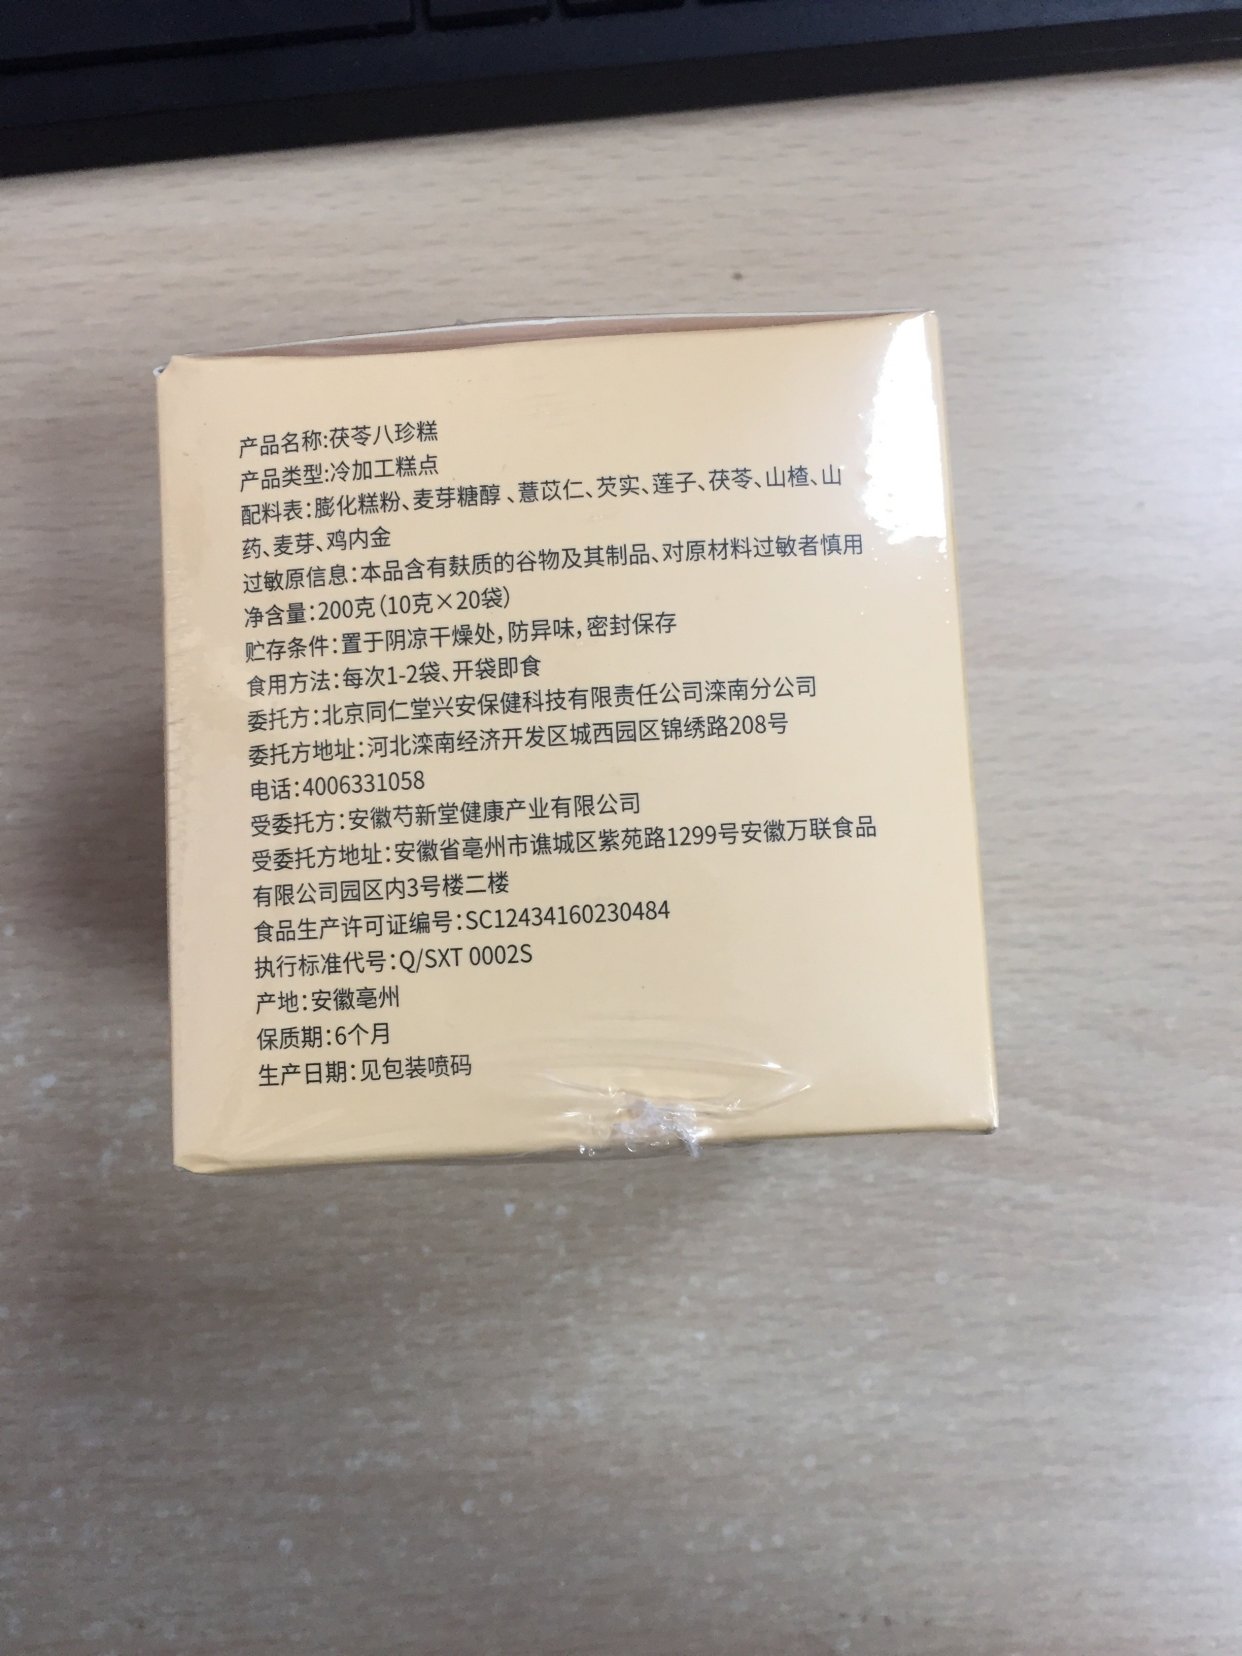 产品名称:茯苓八珍糕
产品类型:冷加工糕点
配料表:膨化糕粉、麦芽糖醇、薏苡仁、芡实、莲子、茯苓、山楂、山
药、麦芽、鸡内金
过敏原信息:本品含有麸质的谷物及其制品、对原材料过敏者慎用
净含量:200克(10克×20袋)
贮存条件:置于阴凉干燥处,防异味,密封保存
食用方法:每次1-2袋、开袋即食
委托方:北京同仁堂兴安保健科技有限责任公司滦南分公司
委托方地址:河北滦南经济开发区城西园区锦绣路208号
电话:4006331058
受委托方:安徽芍新堂健康产业有限公司
受委托方地址:安徽省亳州市谯城区紫苑路1299号安徽万联食品
有限公司园区内3号楼二楼
食品生产许可证编号:SC12434160230484
执行标准代号:Q/SXT 0002S
产地:安徽亳州
保质期:6个月
生产日期:见包装喷码